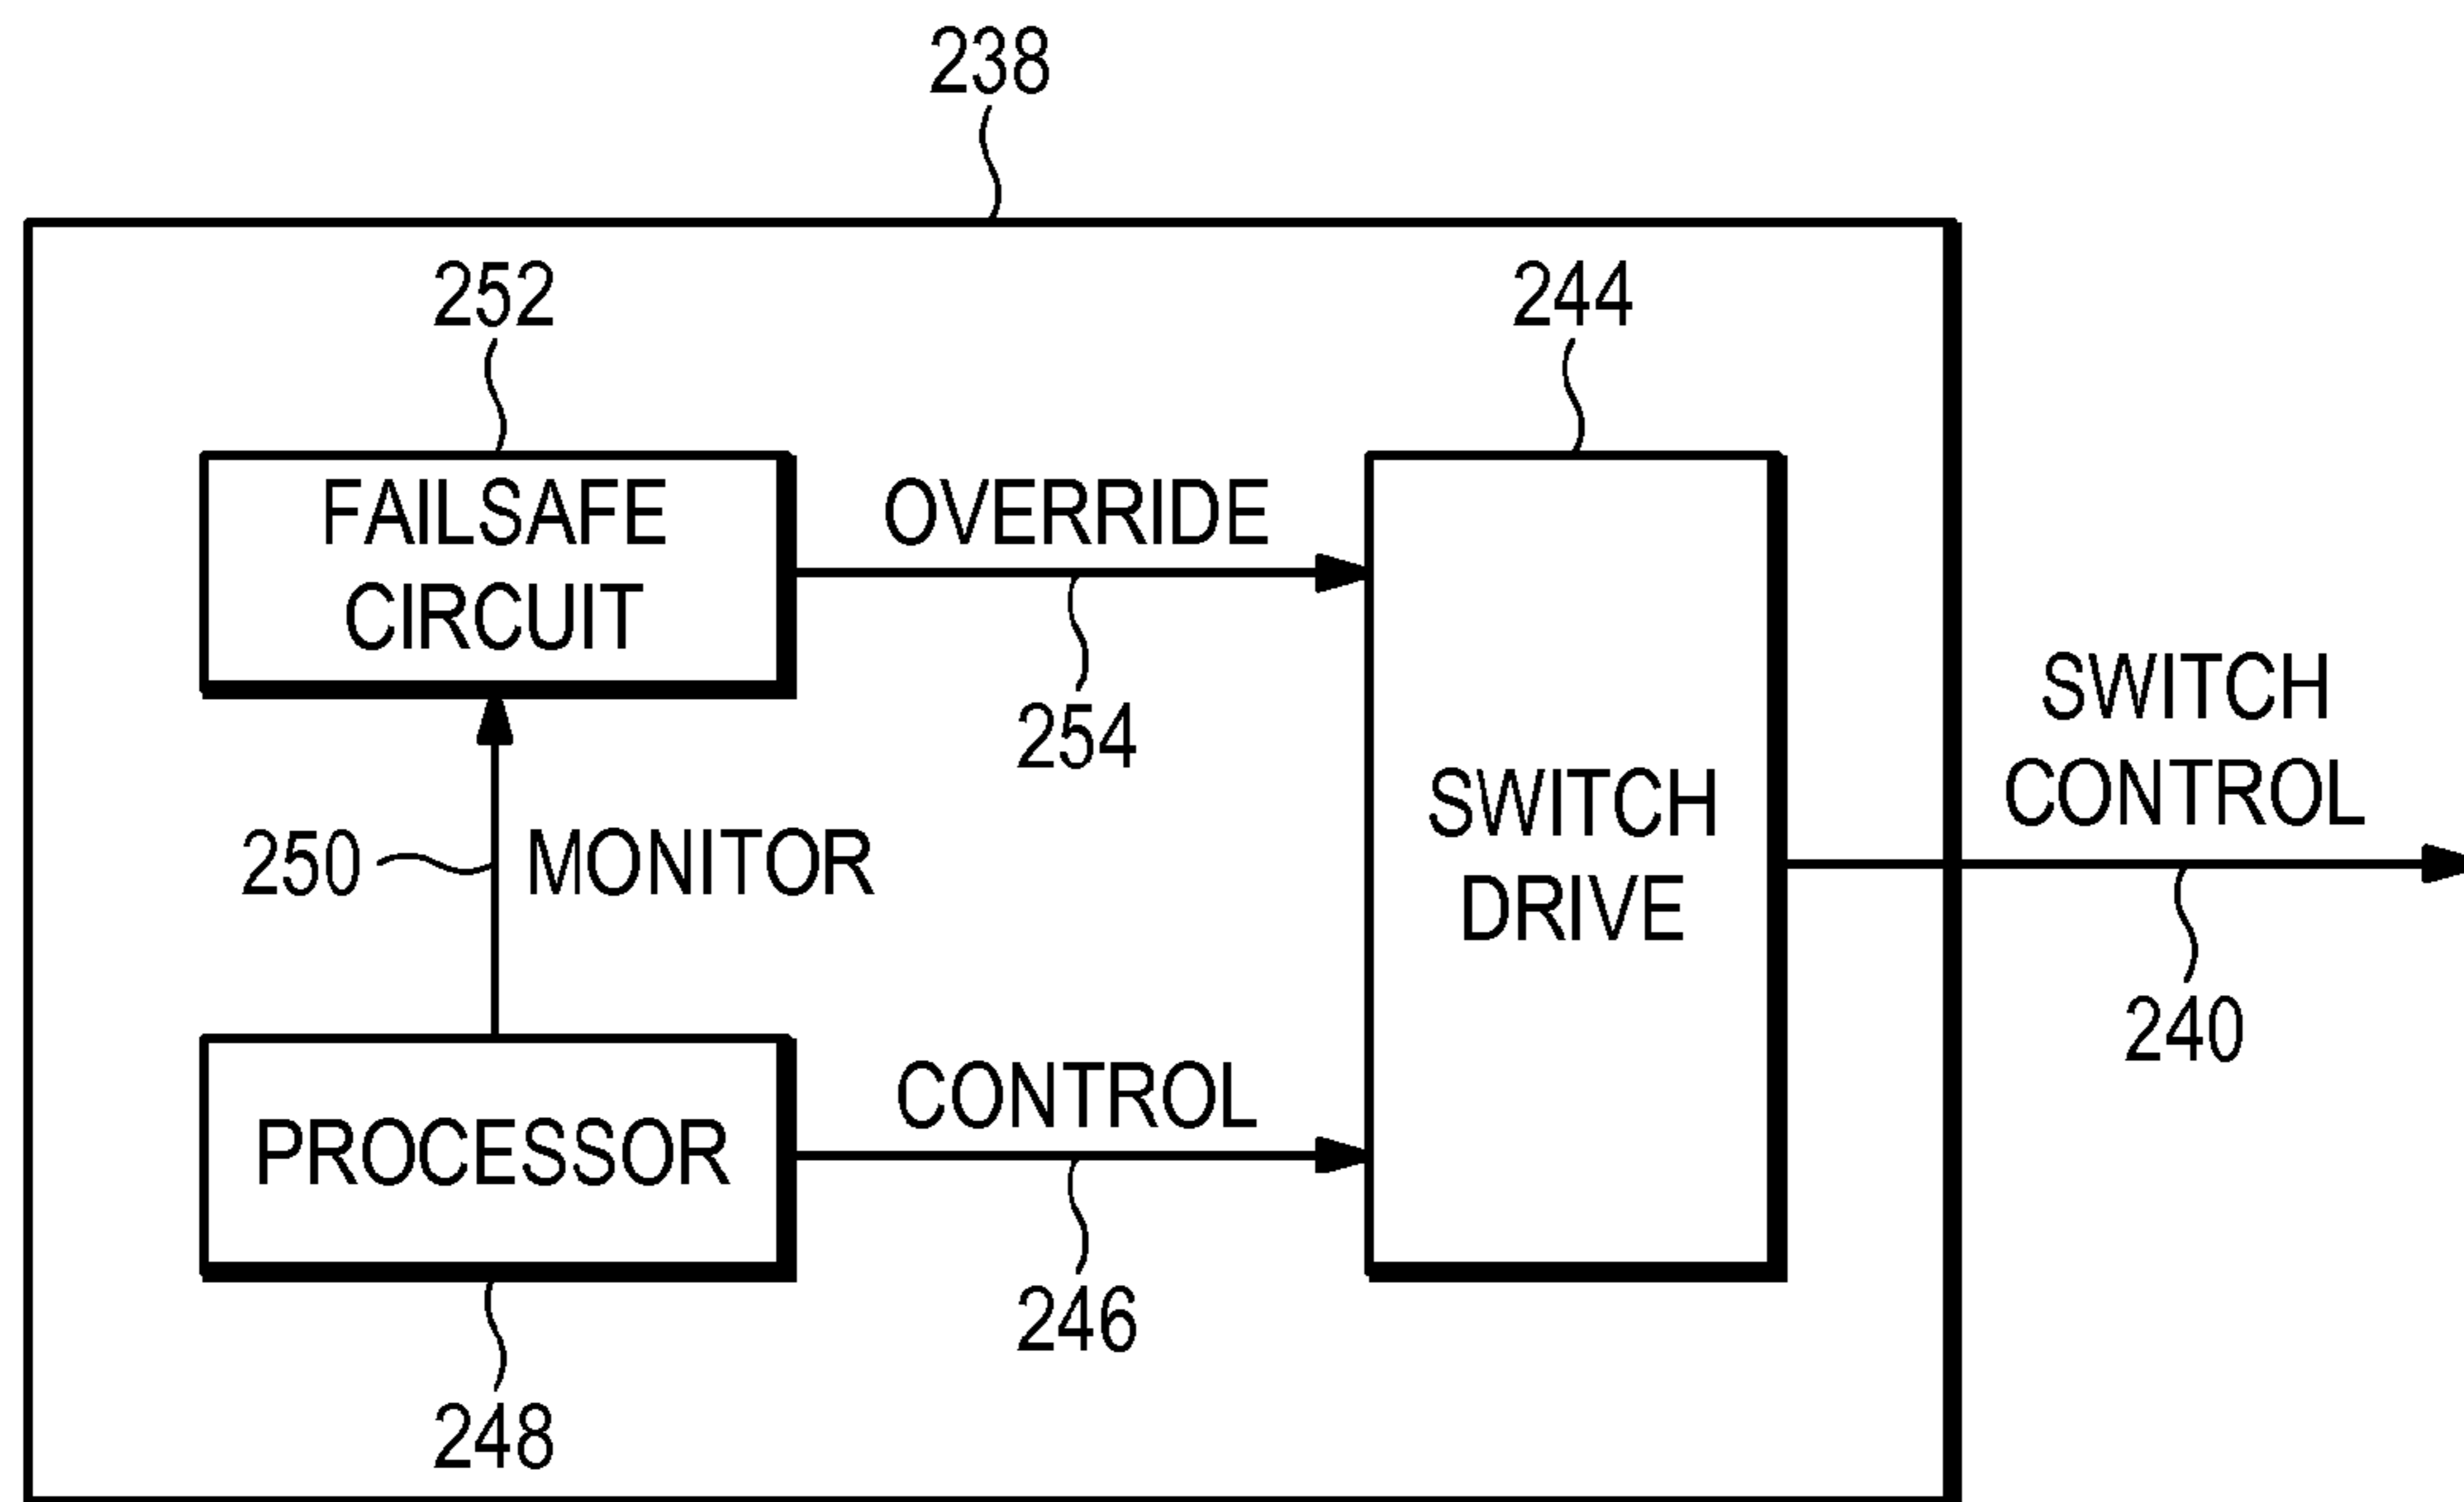 238
252
244
FAILSAFE
CIRCUIT
OVERRIDE
254
SWITCH
CONTROL
250
MONITOR
SWITCH
DRIVE
240
PROCESSOR
CONTROL
246
248